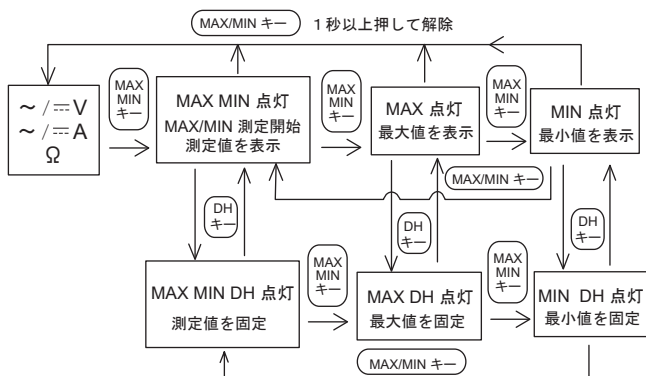 MAX/MIN キー 1秒以上押して解除
～/⎓V
～/⎓A
Ω
MAX
MIN
キー
MAX MIN 点灯
MAX/MIN 測定開始
測定値を表示
MAX
MIN
キー
MAX 点灯
最大値を表示
MAX
MIN
キー
MIN 点灯
最小値を表示
MAX/MIN キー
DH
キー
DH
キー
DH
キー
MAX MIN DH 点灯
測定値を固定
MAX
MIN
キー
MAX DH 点灯
最大値を固定
MAX
MIN
キー
MIN DH 点灯
最小値を固定
MAX/MIN キー